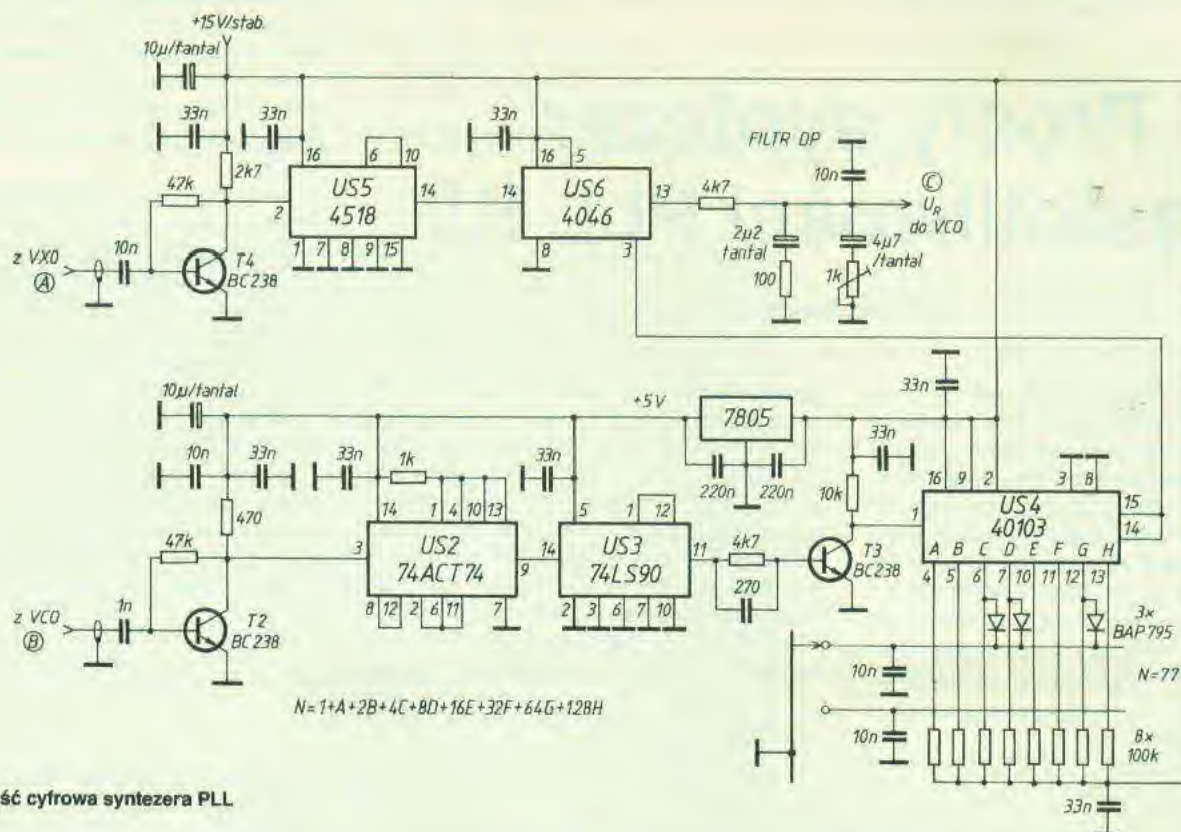 +15V/stab.
10µ/tantal
33n
33n
2k7
47k
z VXO
A
10n
T4
BC238
16
6
10
US5
4518
2
14
1
7
8
9
15
33n
16
5
14
US6
4046
13
8
3
4k7
FILTR DP
10n
C
U_R
do VCO
2µ2
tantal
100
4µ7
/tantal
1k
10µ/tantal
10n
33n
470
47k
z VCO
B
1n
T2
BC238
33n
1k
14
1
4
10
13
3
US2
74ACT74
9
8
12
2
6
11
7
33n
5
1
12
14
US3
74LS90
11
2
3
6
7
10
+5V
7805
220n
220n
4k7
270
10k
33n
T3
BC238
33n
16
9
2
3
8
1
US4
40103
15
14
A
B
C
D
E
F
G
H
4
5
6
7
10
11
12
13
3×
BAP795
N=77
10n
10n
8×
100k
33n
N=1+A+2B+4C+8D+16E+32F+64G+128H
ść cyfrowa syntezera PLL